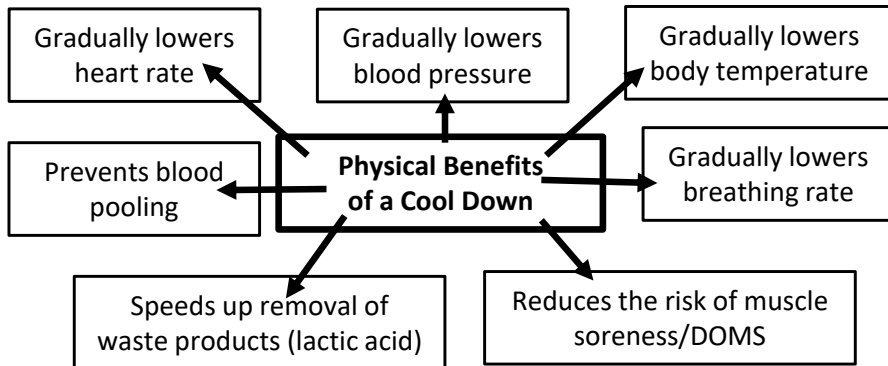 Gradually lowers
heart rate
Gradually lowers
blood pressure
Gradually lowers
body temperature
Prevents blood
pooling
Physical Benefits
of a Cool Down
Gradually lowers
breathing rate
Speeds up removal of
waste products (lactic acid)
Reduces the risk of muscle
soreness/DOMS